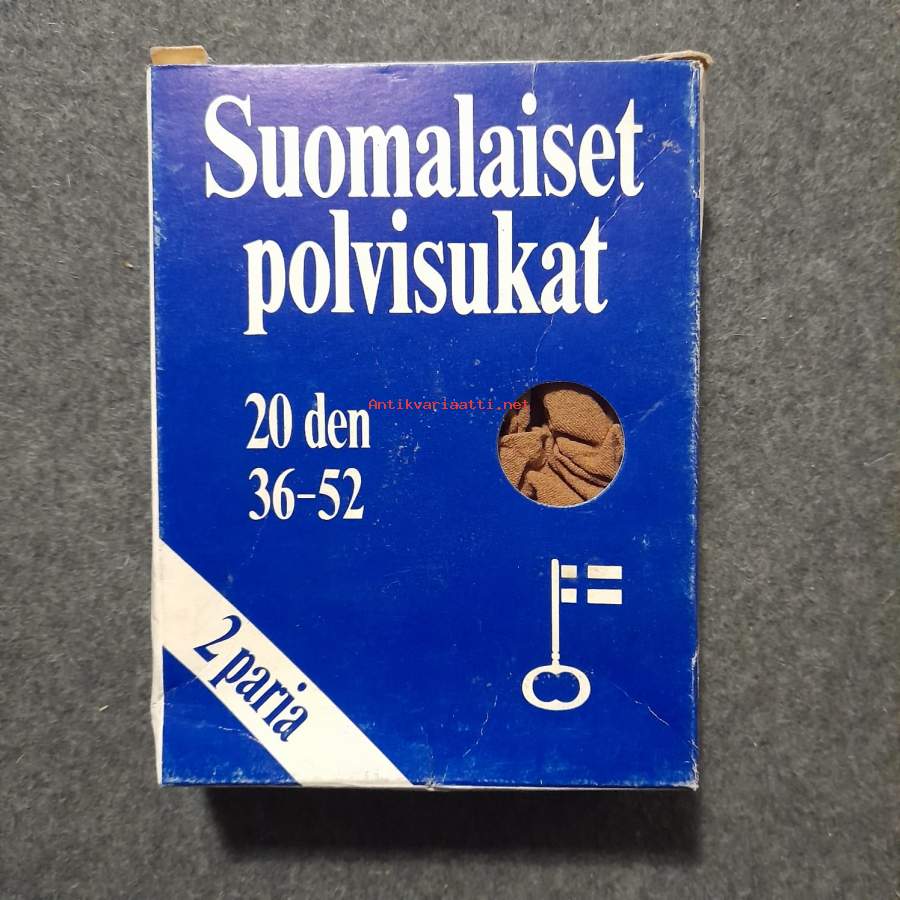 Suomalaiset
polvisukat
Antikvariaatti.net
20 den
36-52
2 paria